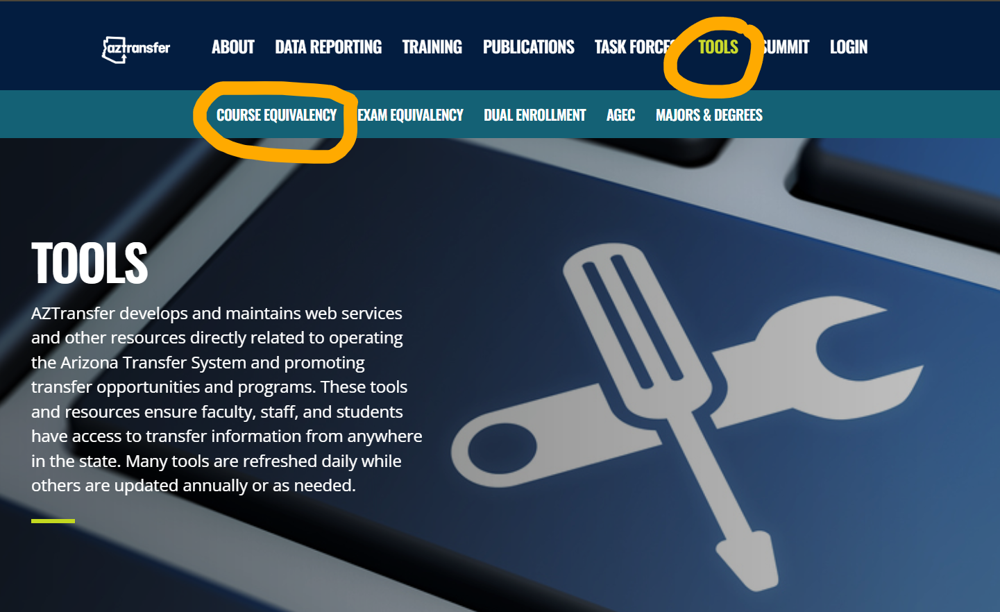 aztransfer ABOUT DATA REPORTING TRAINING PUBLICATIONS TASK FORCES TOOLS SUMMIT LOGIN
COURSE EQUIVALENCY EXAM EQUIVALENCY DUAL ENROLLMENT AGEC MAJORS & DEGREES
TOOLS
AZTransfer develops and maintains web services
and other resources directly related to operating
the Arizona Transfer System and promoting
transfer opportunities and programs. These tools
and resources ensure faculty, staff, and students
have access to transfer information from anywhere
in the state. Many tools are refreshed daily while
others are updated annually or as needed.